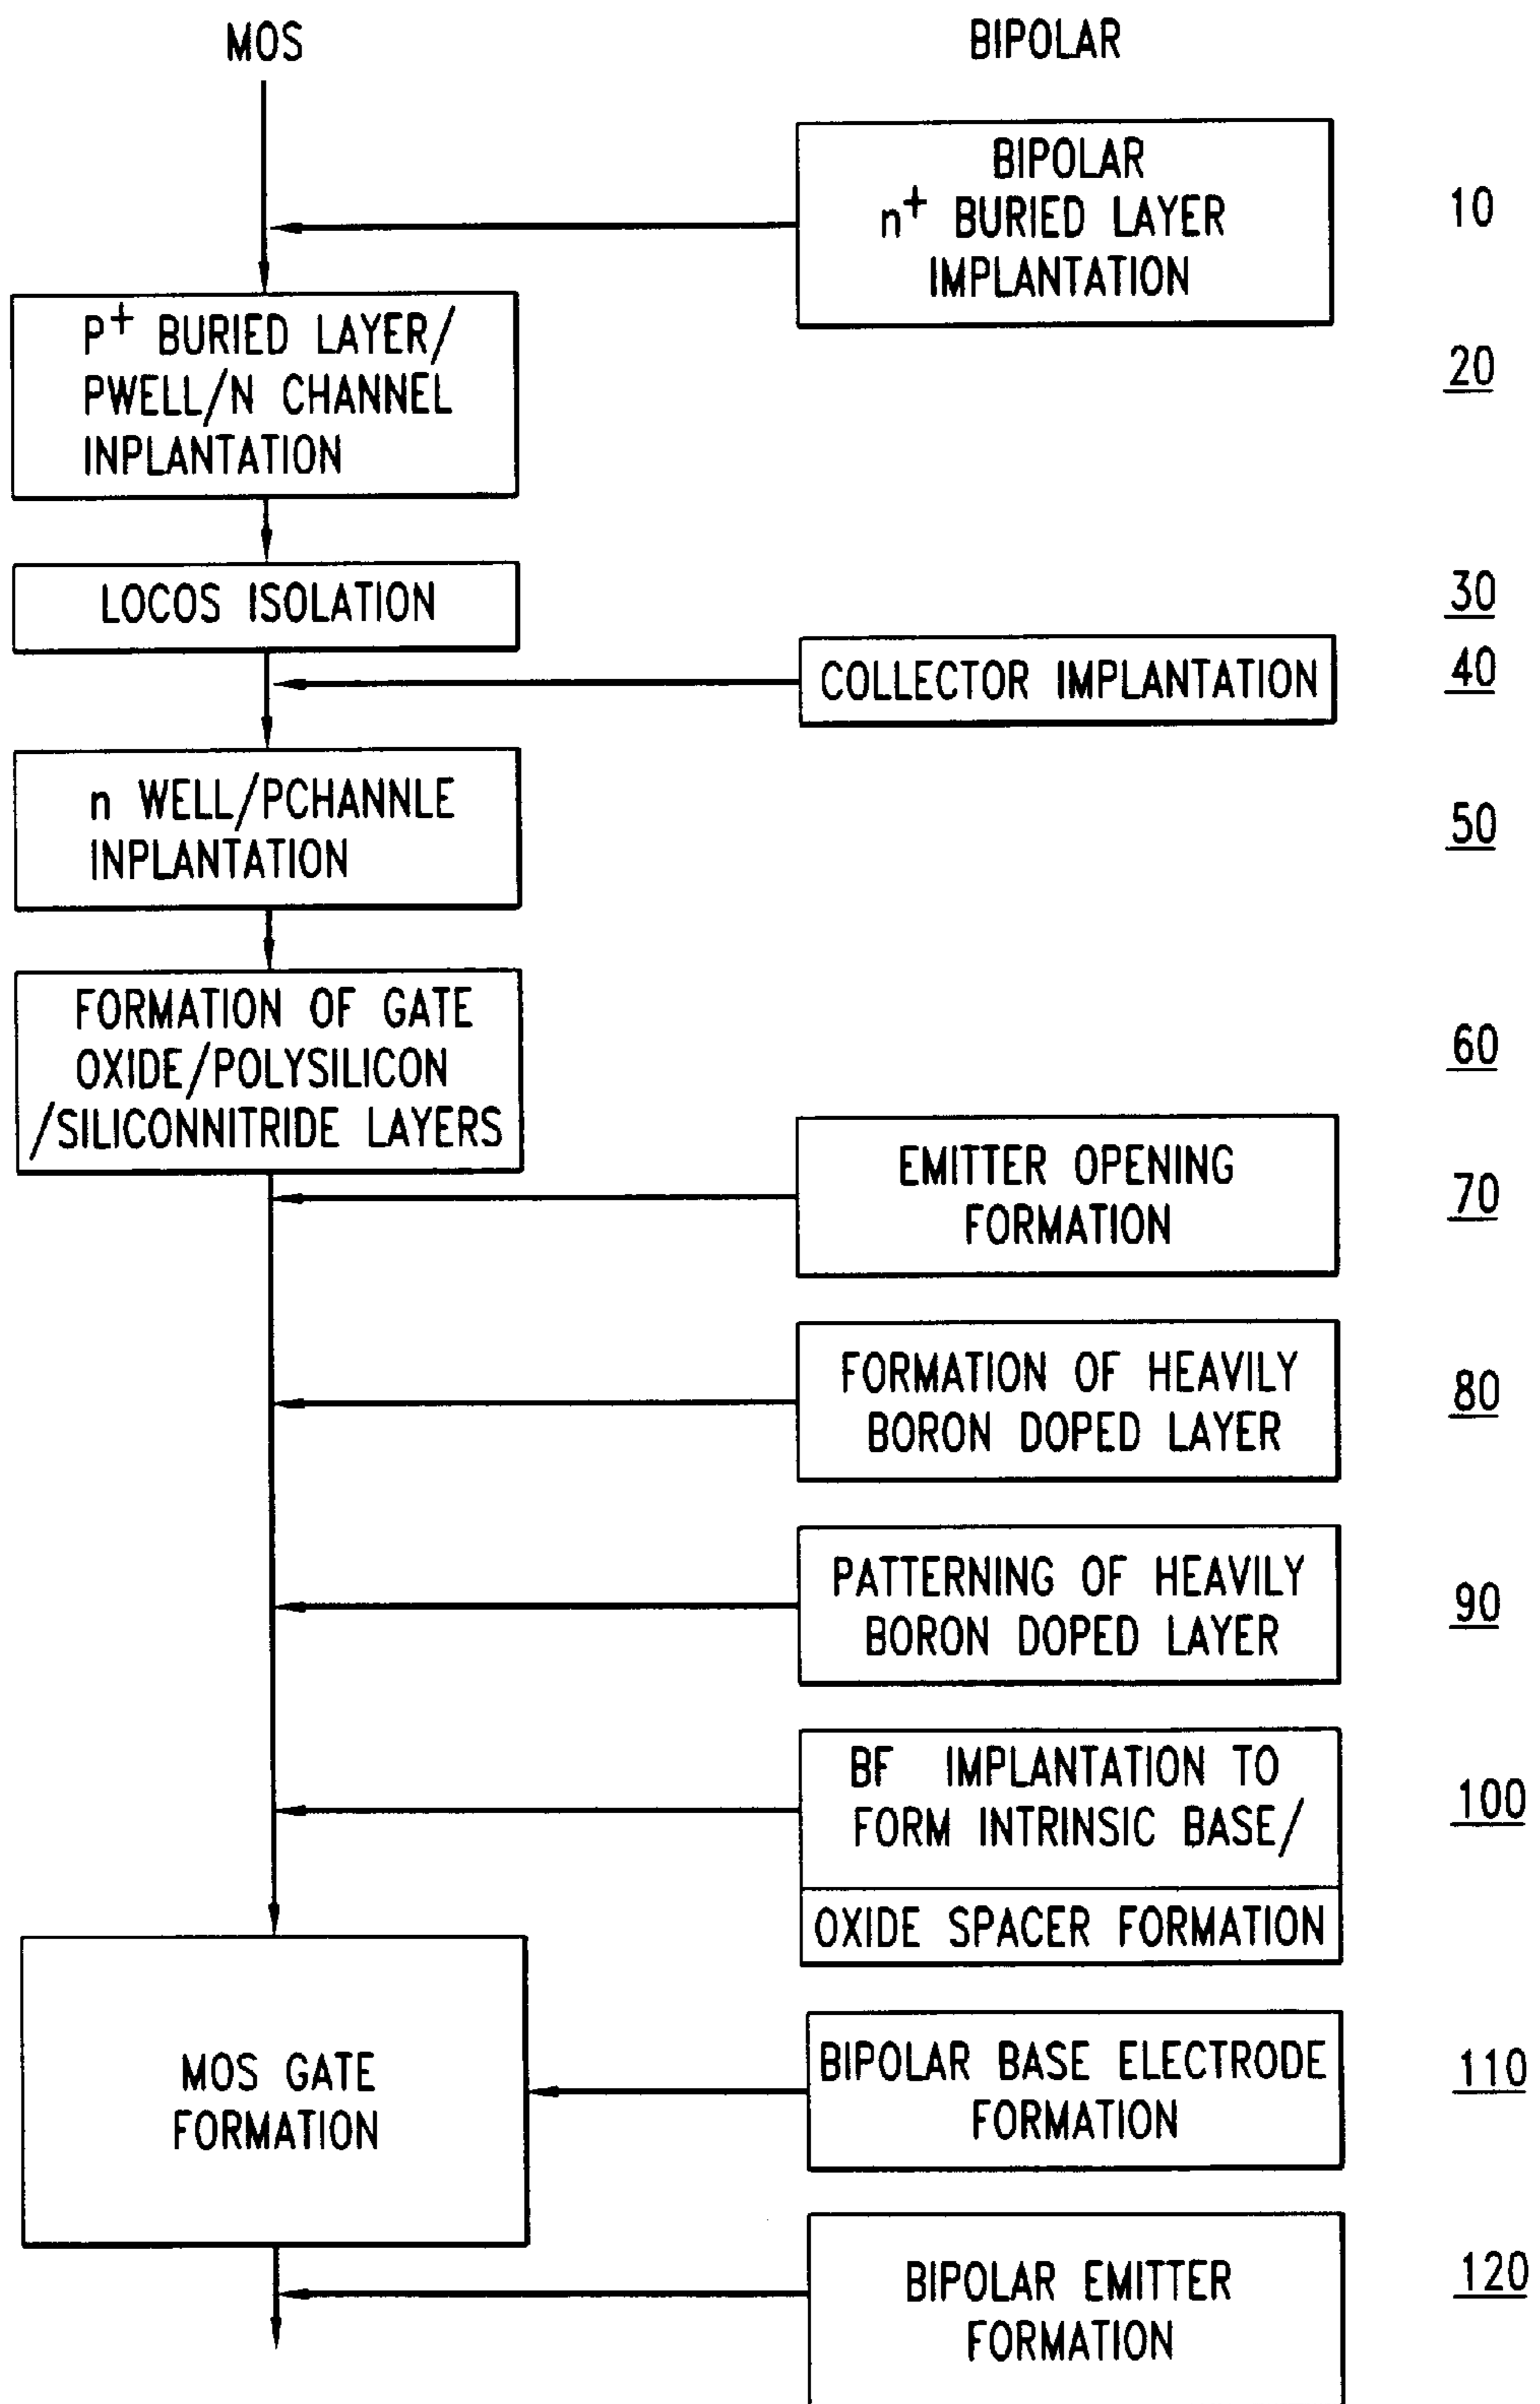 MOS
BIPOLAR
BIPOLAR
n+ BURIED LAYER
IMPLANTATION
10
P+ BURIED LAYER/
PWELL/N CHANNEL
INPLANTATION
20
LOCOS ISOLATION
30
COLLECTOR IMPLANTATION
40
n WELL/PCHANNLE
INPLANTATION
50
FORMATION OF GATE
OXIDE/POLYSILICON
/SILICONNITRIDE LAYERS
60
EMITTER OPENING
FORMATION
70
FORMATION OF HEAVILY
BORON DOPED LAYER
80
PATTERNING OF HEAVILY
BORON DOPED LAYER
90
BF IMPLANTATION TO
FORM INTRINSIC BASE/
OXIDE SPACER FORMATION
100
MOS GATE
FORMATION
BIPOLAR BASE ELECTRODE
FORMATION
110
BIPOLAR EMITTER
FORMATION
120